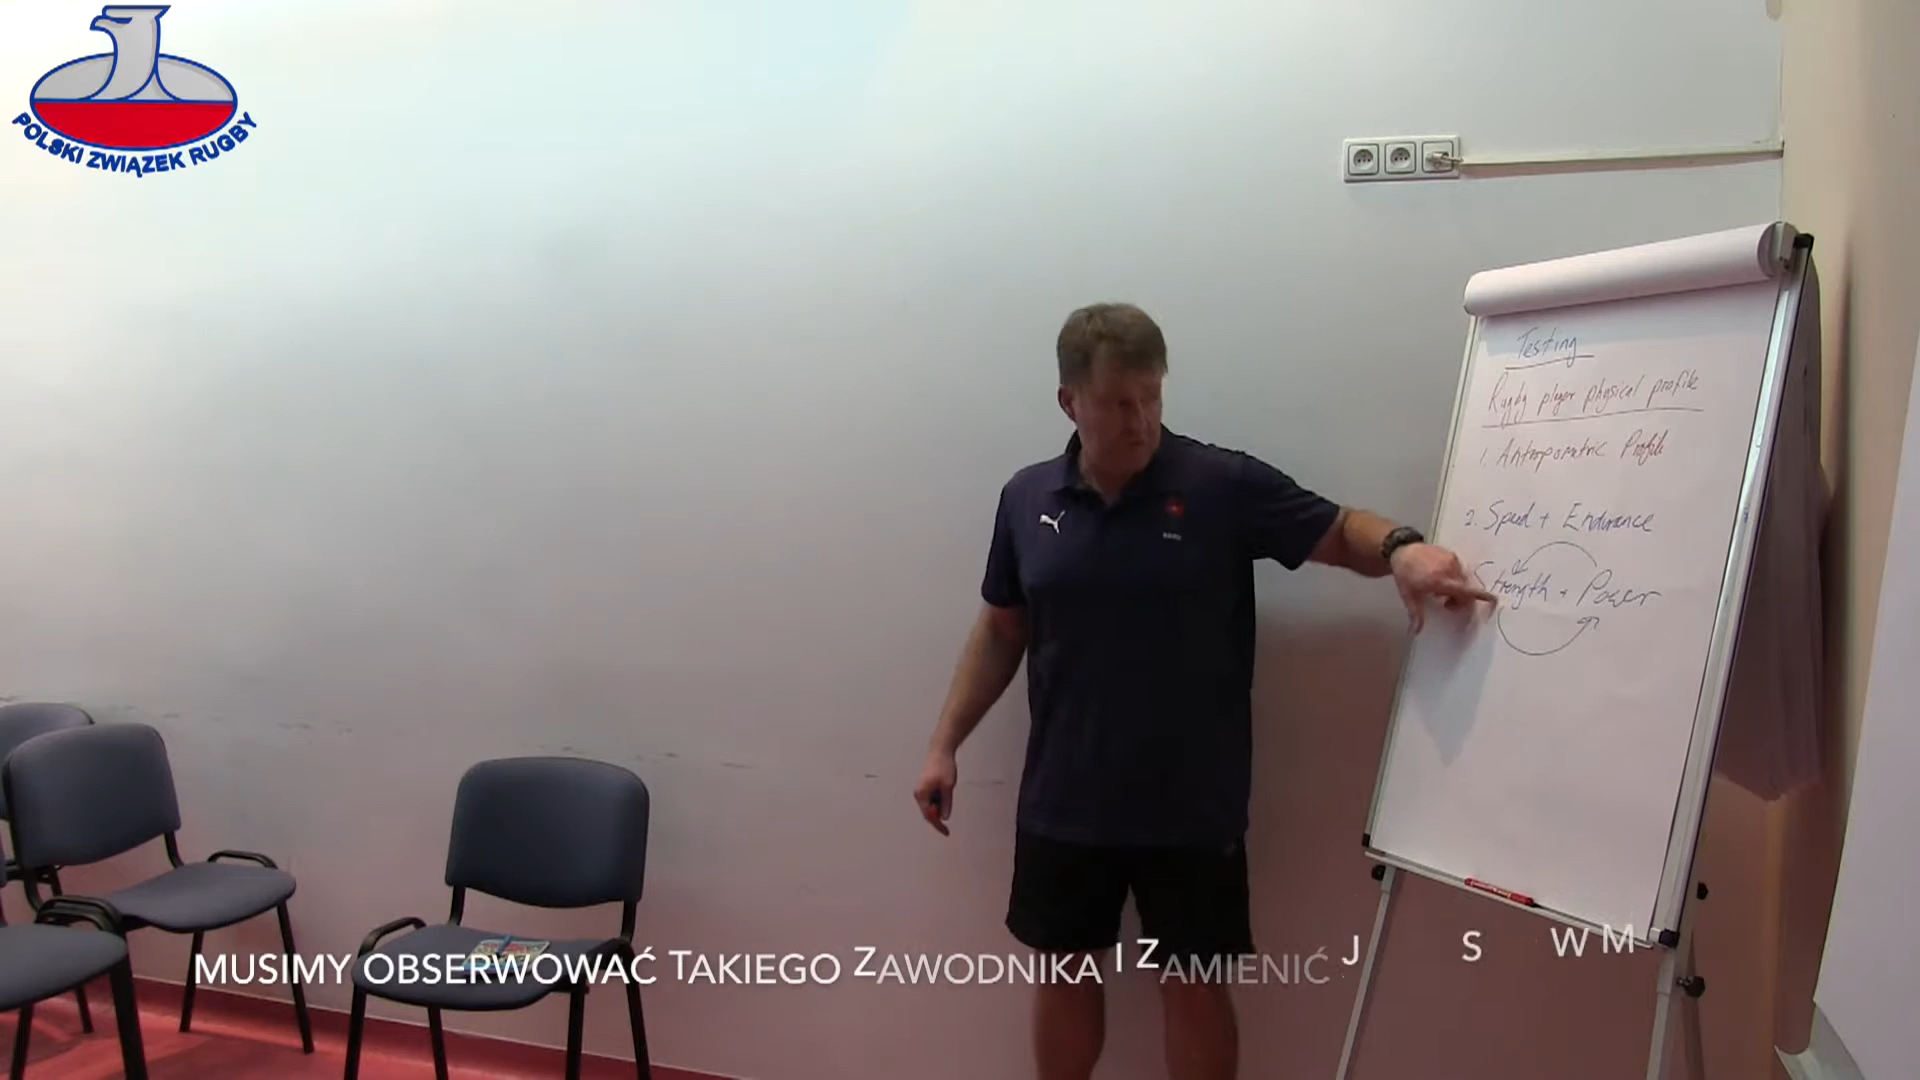 POLSKI ZWIĄZEK RUGBY
Testing
Rugby player physical profile
1. Antropometric Profile
2. Speed + Endurance
Strength + Power
MUSIMY OBSERWOWAĆ TAKIEGO ZAWODNIKA I ZAMIENIĆ J S W M